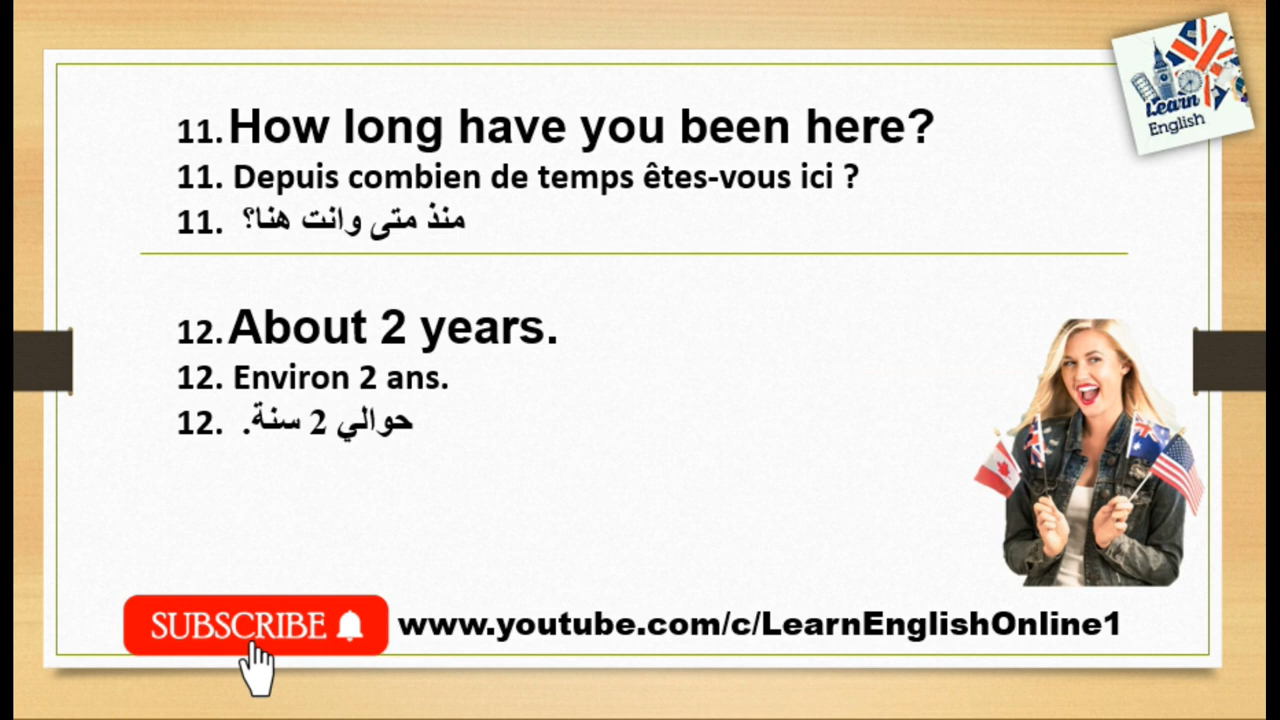 Learn
English
11. How long have you been here?
11. Depuis combien de temps êtes-vous ici ?
11. منذ متى وانت هنا؟
12. About 2 years.
12. Environ 2 ans.
12. حوالي 2 سنة.
SUBSCRIBE www.youtube.com/c/LearnEnglishOnline1